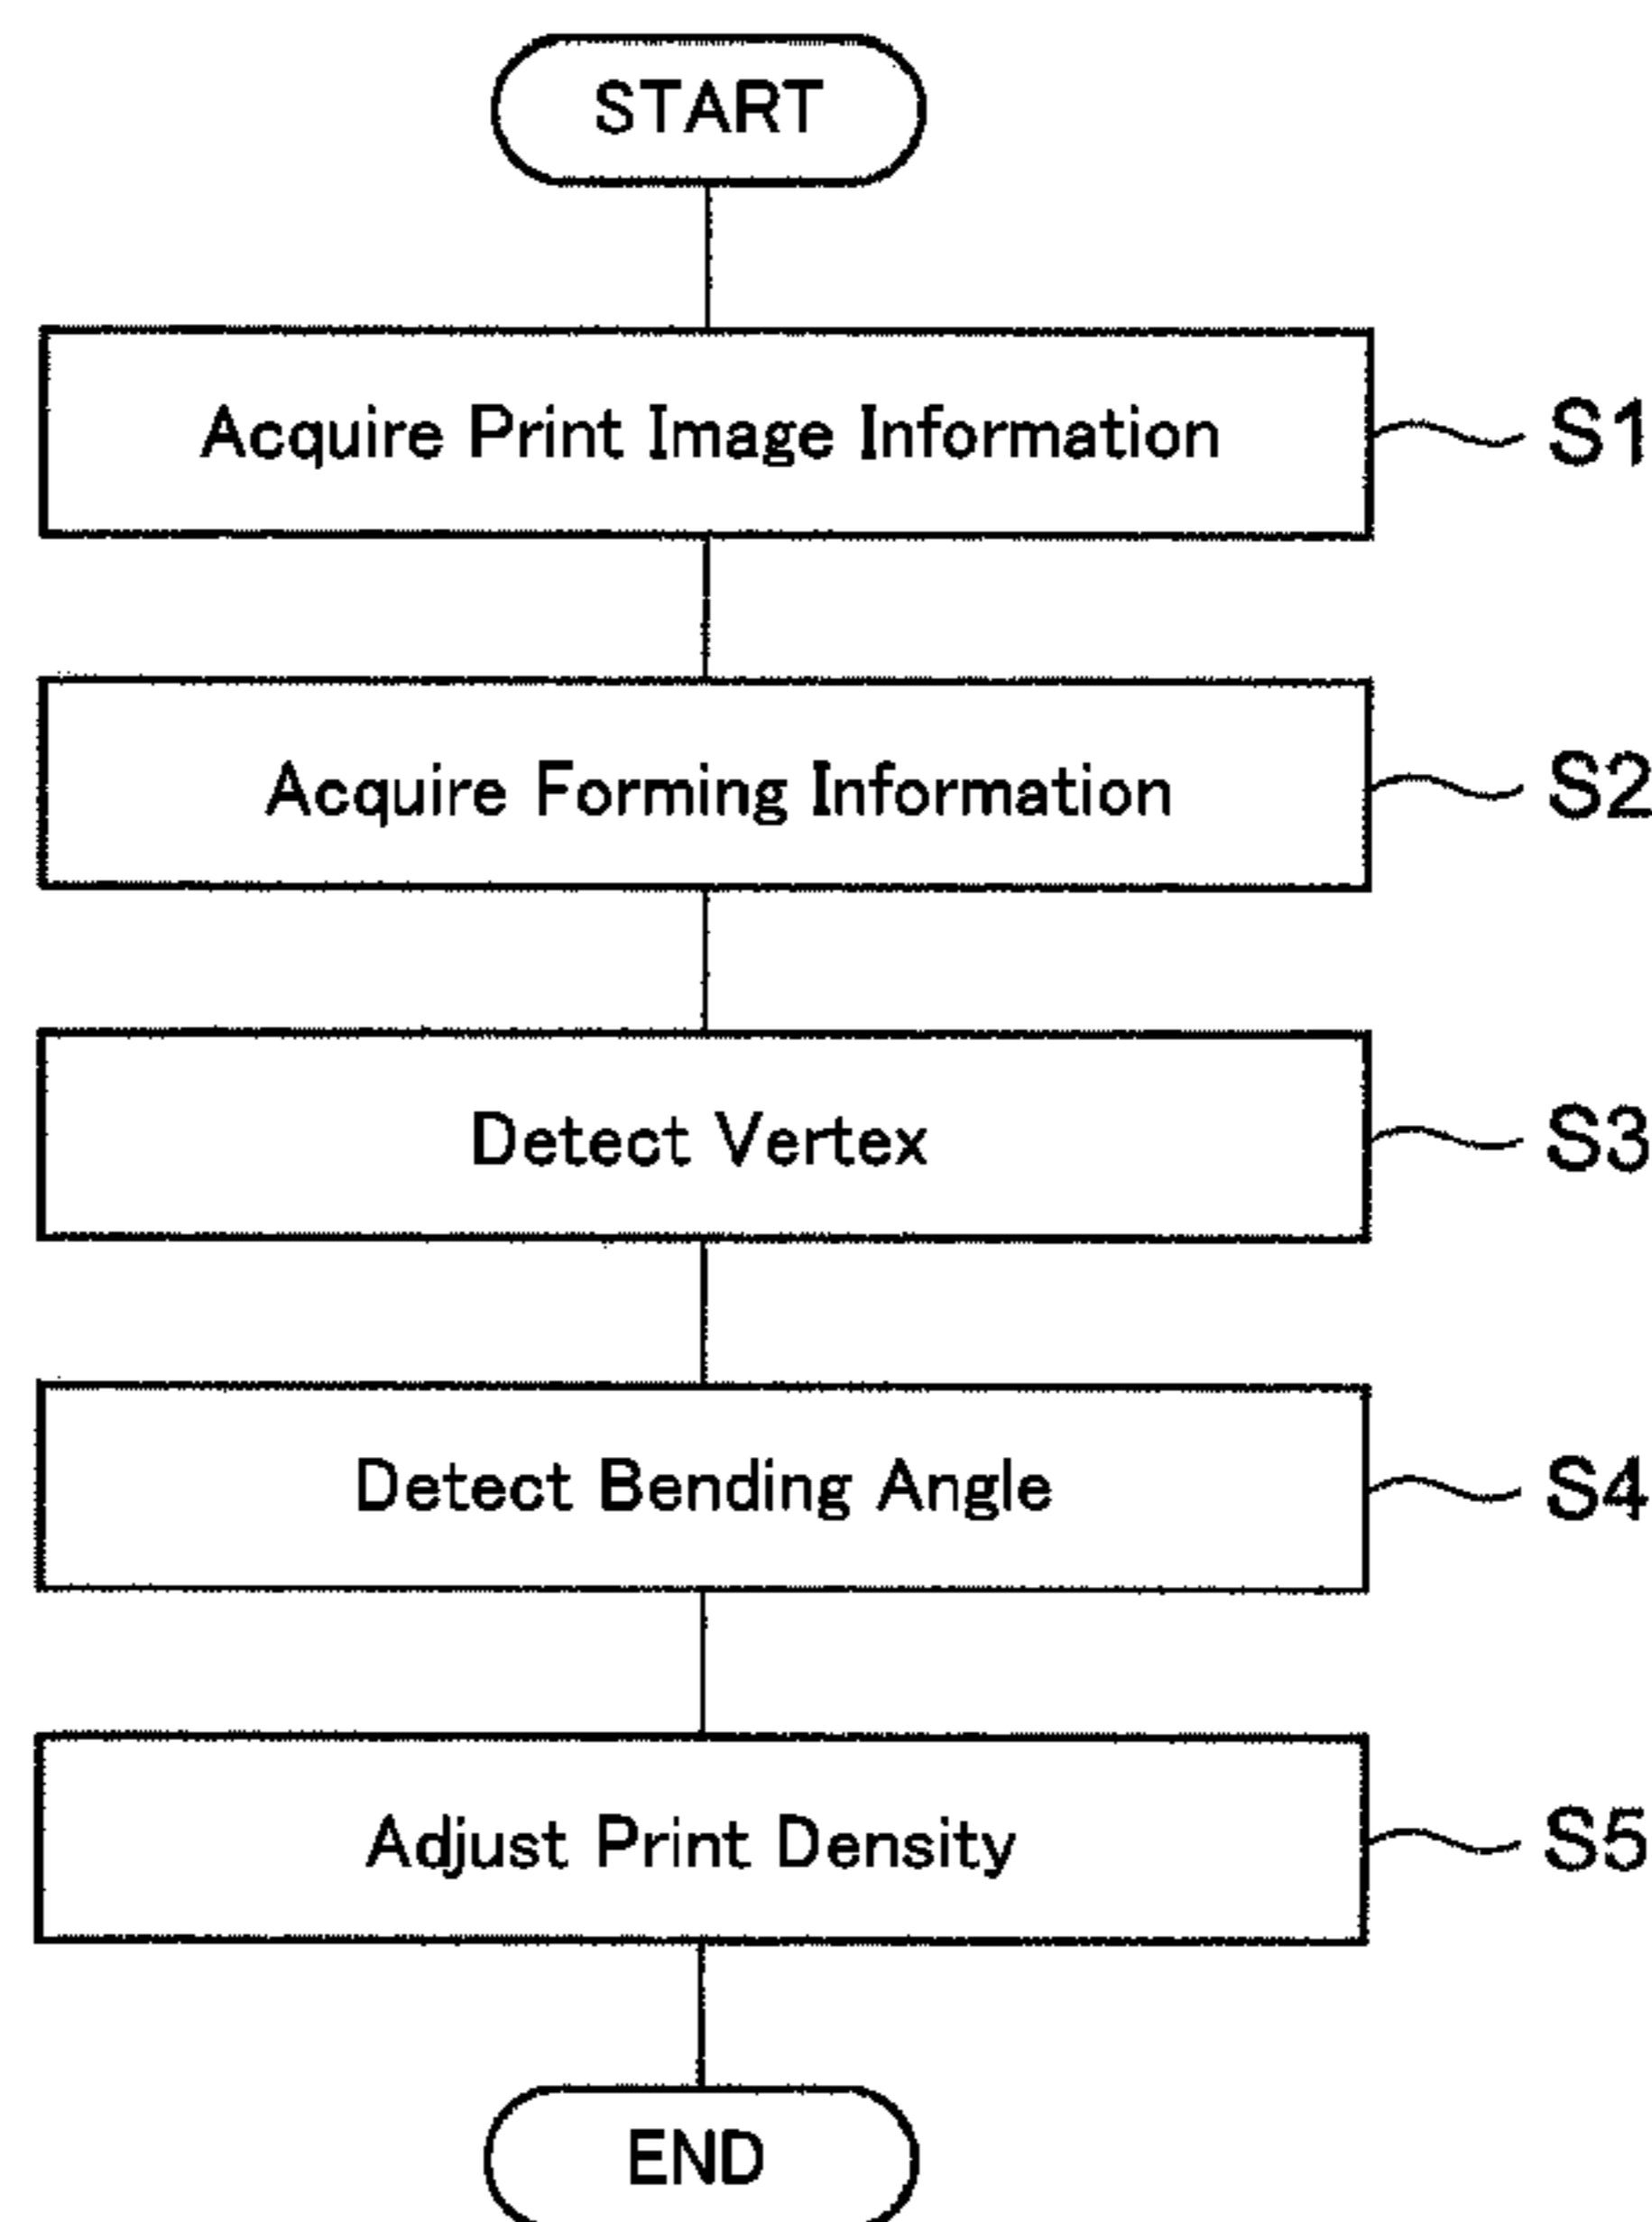 START
Acquire Print Image Information S1
Acquire Forming Information S2
Detect Vertex S3
Detect Bending Angle S4
Adjust Print Density S5
END